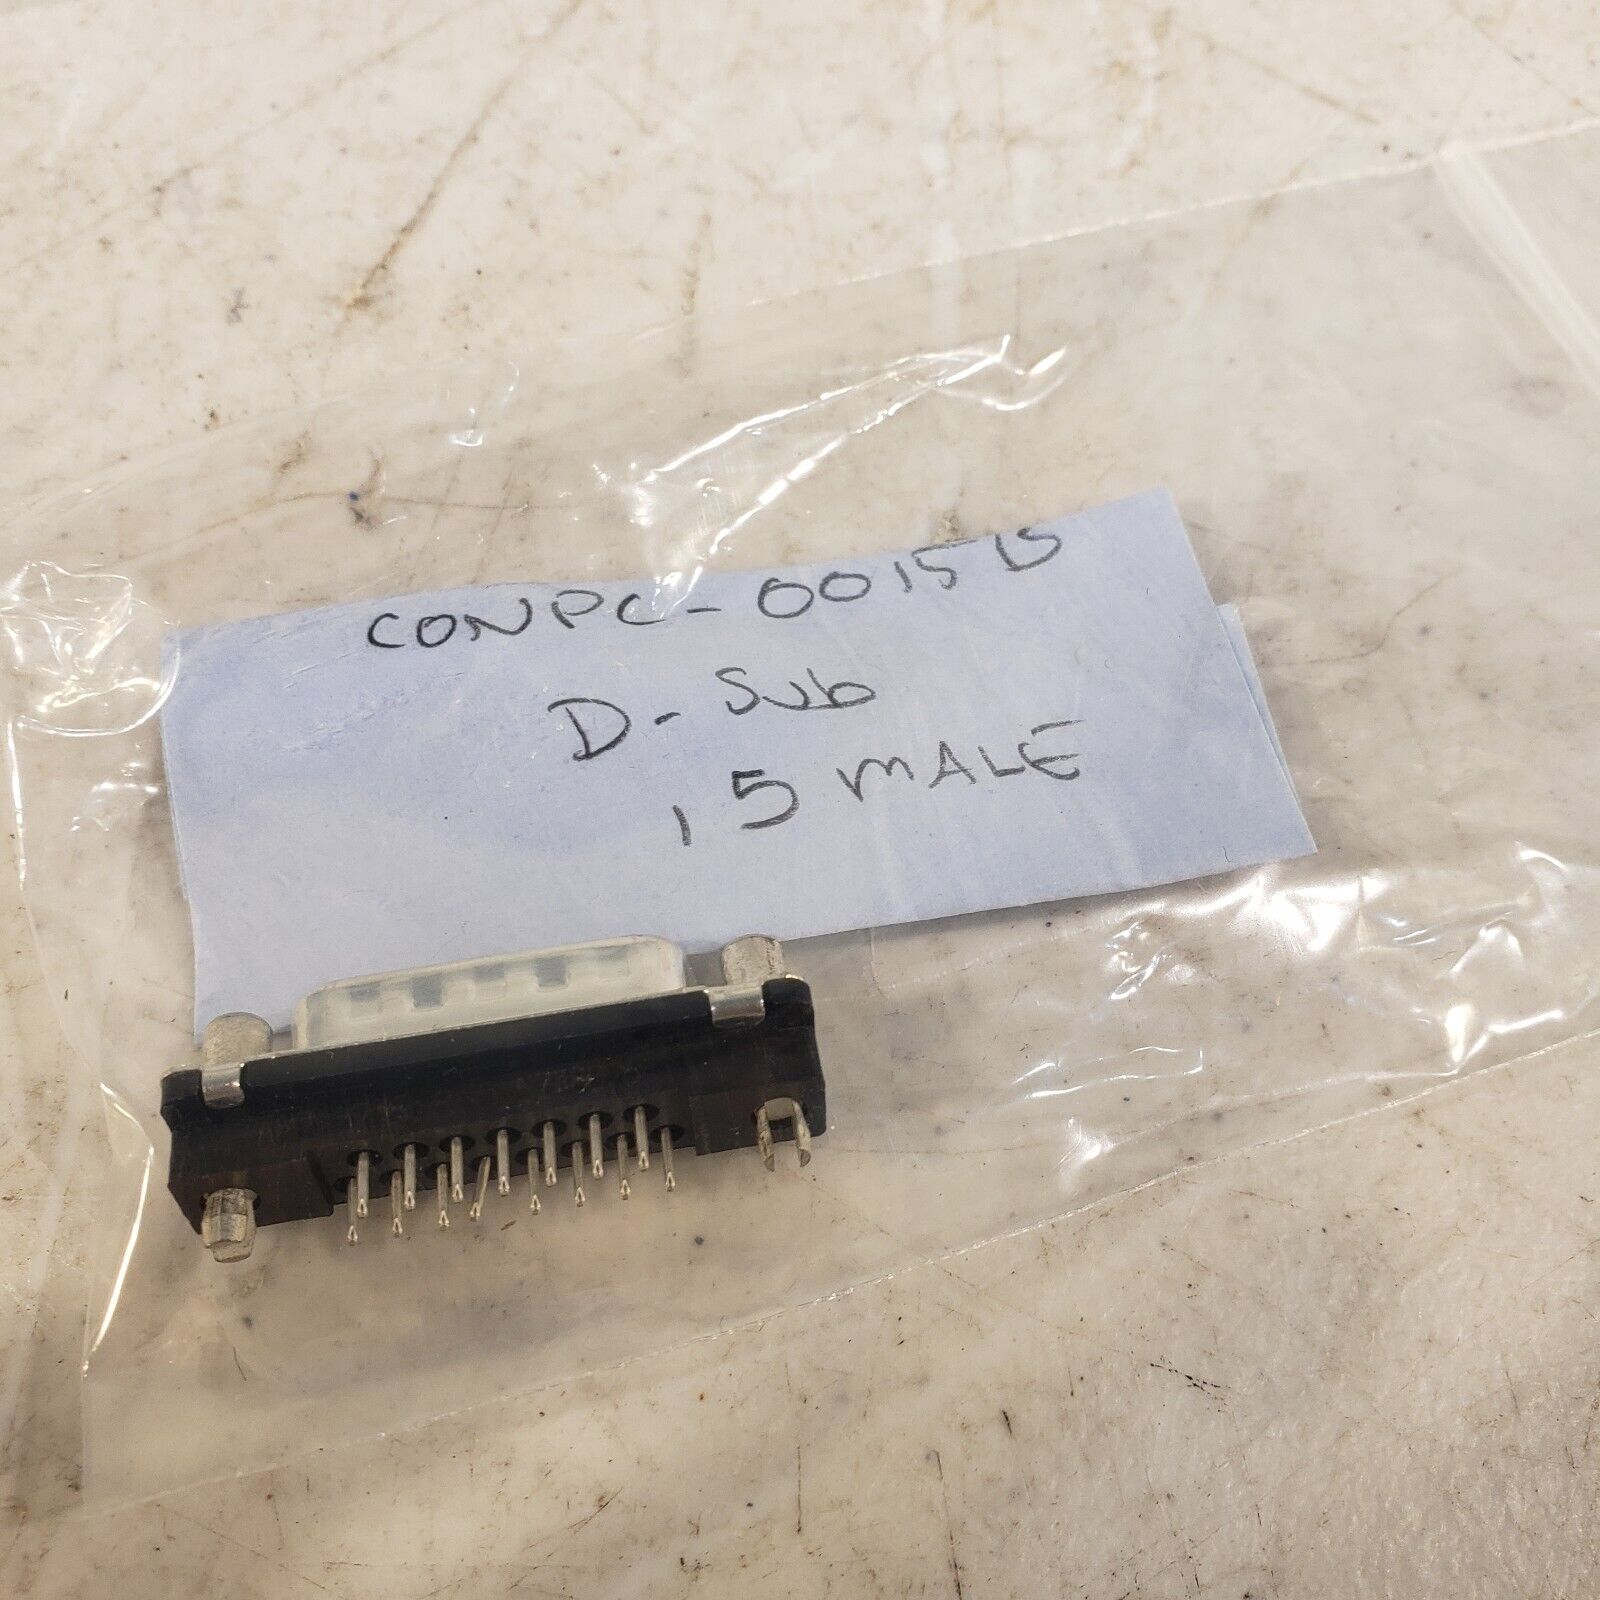 CONPC-0015B
D-Sub
15 MALE